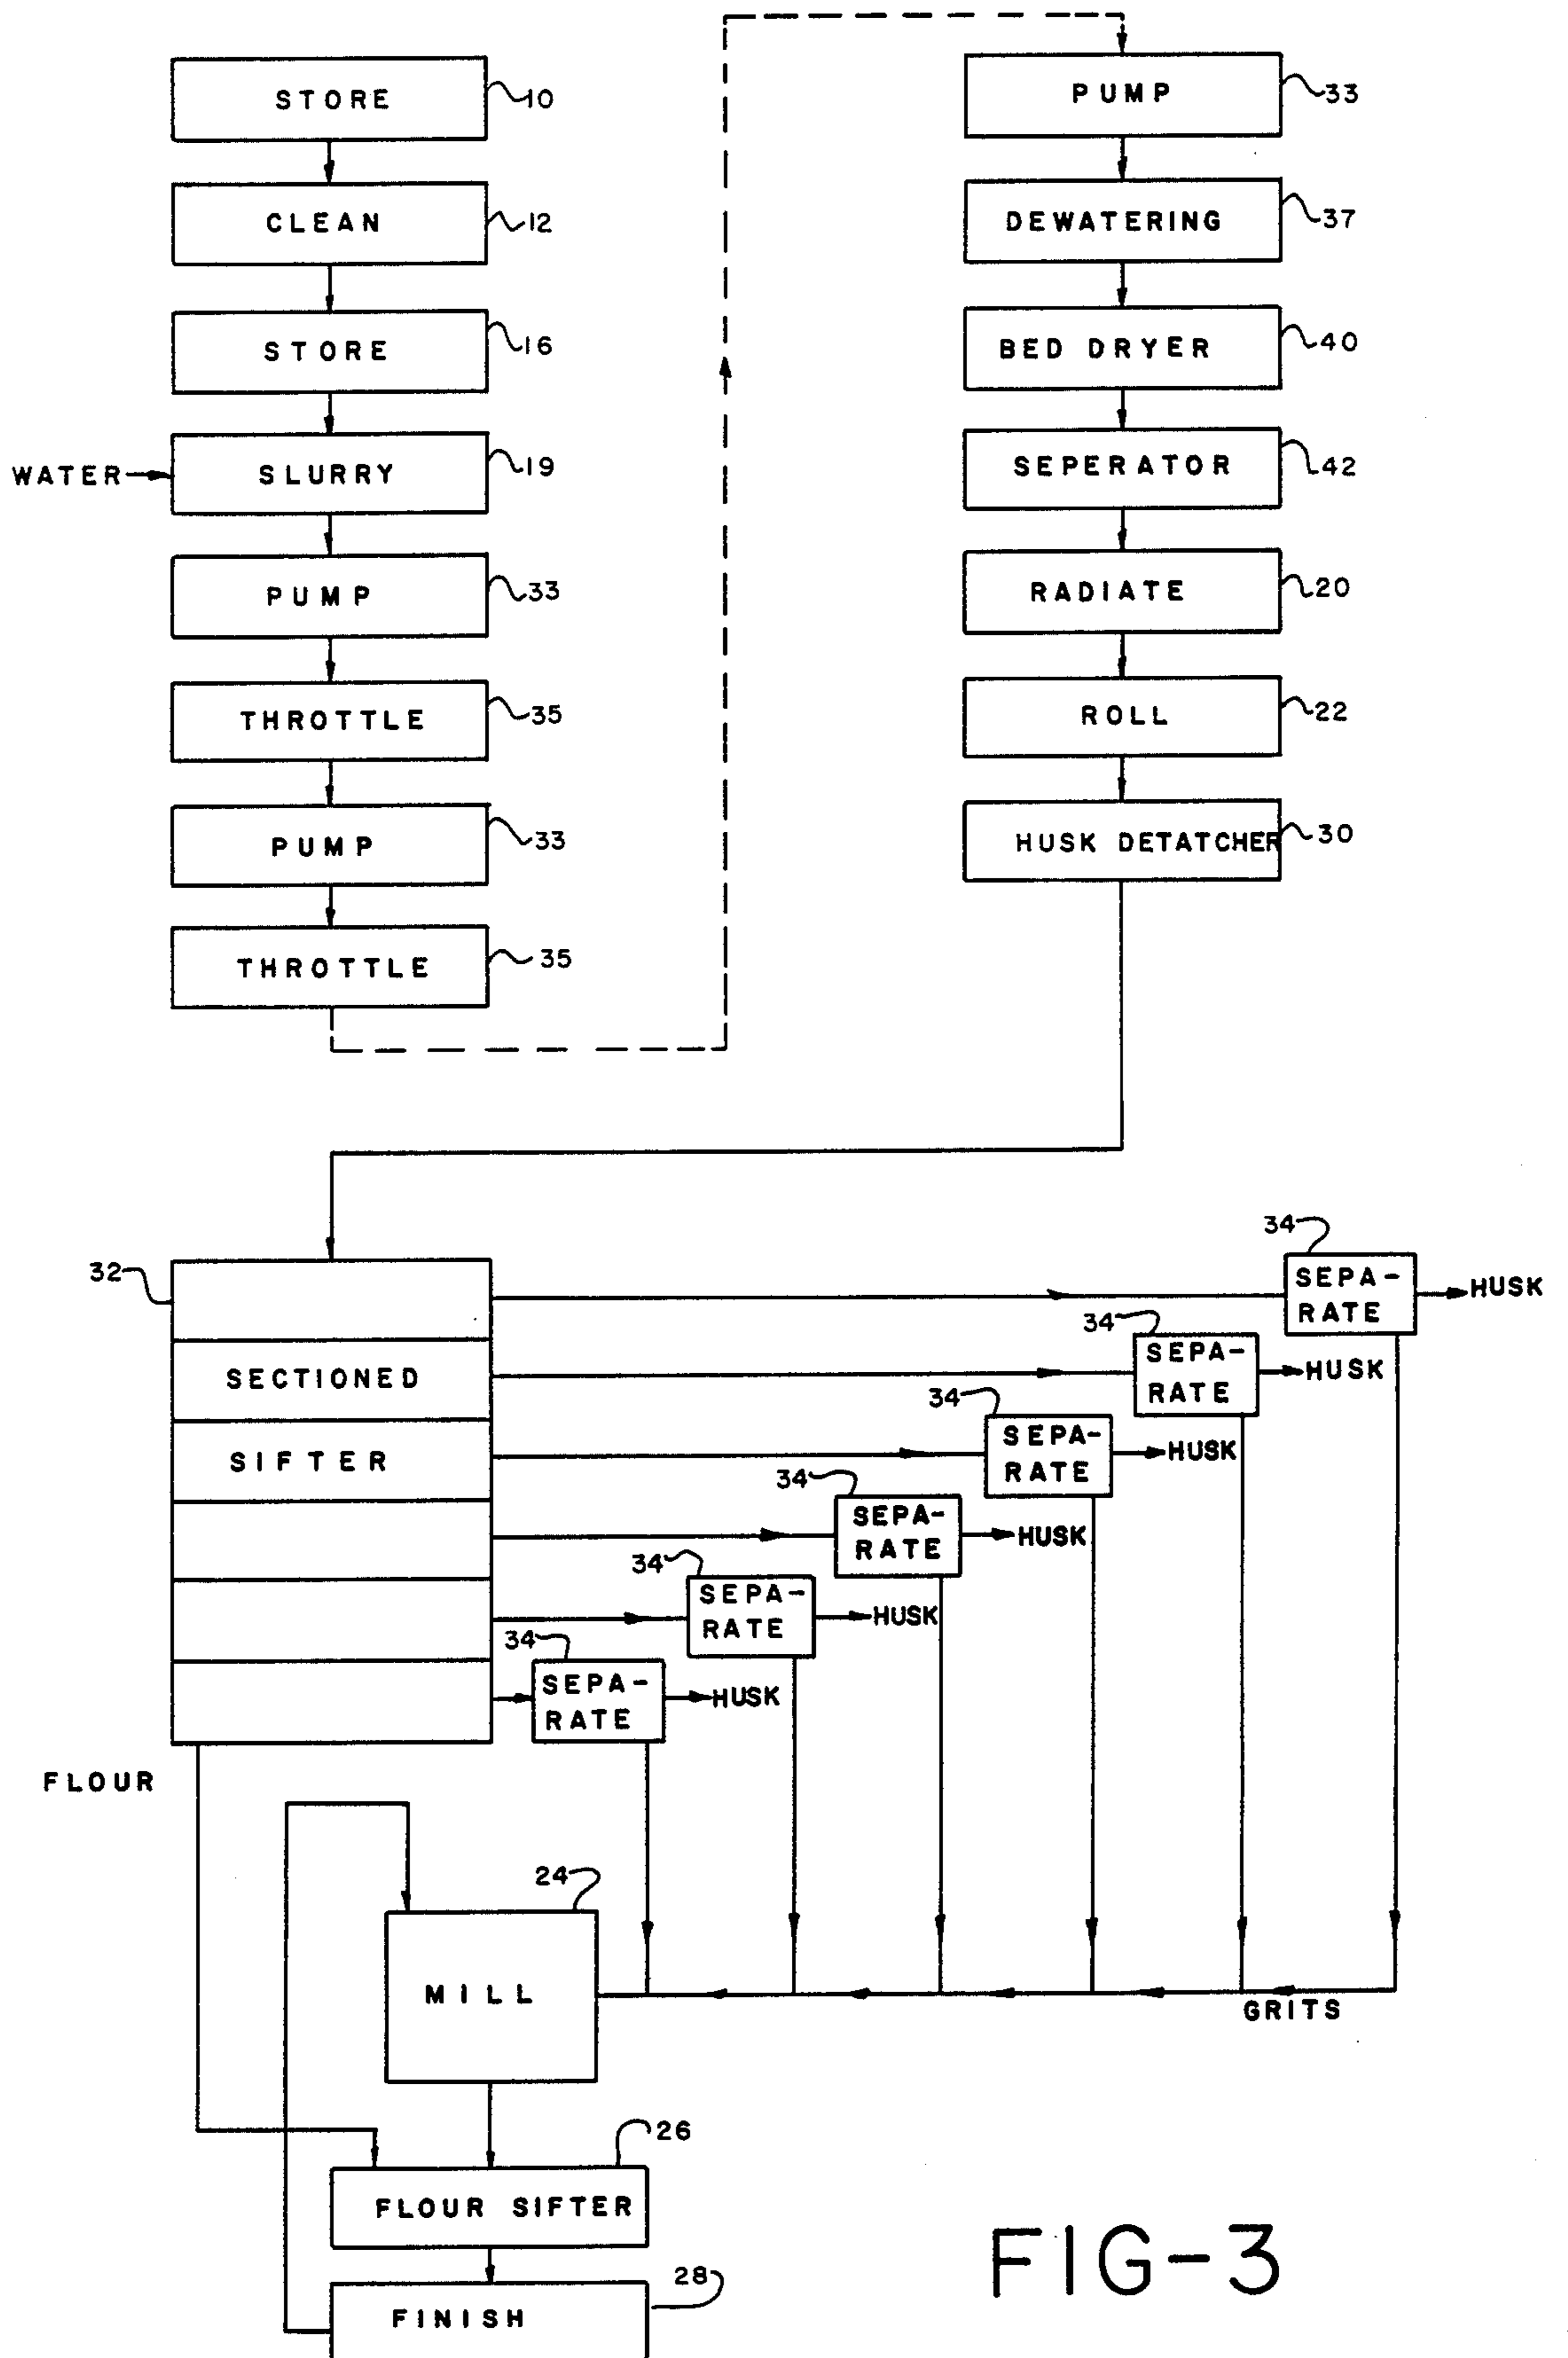 STORE 10
CLEAN 12
STORE 16
WATER SLURRY 19
PUMP 33
THROTTLE 35
PUMP 33
THROTTLE 35
PUMP 33
DEWATERING 37
BED DRYER 40
SEPERATOR 42
RADIATE 20
ROLL 22
HUSK DETATCHER 30
32
SECTIONED
SIFTER
34
SEPA-
RATE
HUSK
34
SEPA-
RATE
HUSK
34
SEPA-
RATE
HUSK
34
SEPA-
RATE
HUSK
34
SEPA-
RATE
HUSK
34
SEPA-
RATE
HUSK
FLOUR
24
MILL
GRITS
26
FLOUR SIFTER
28
FINISH
FIG-3